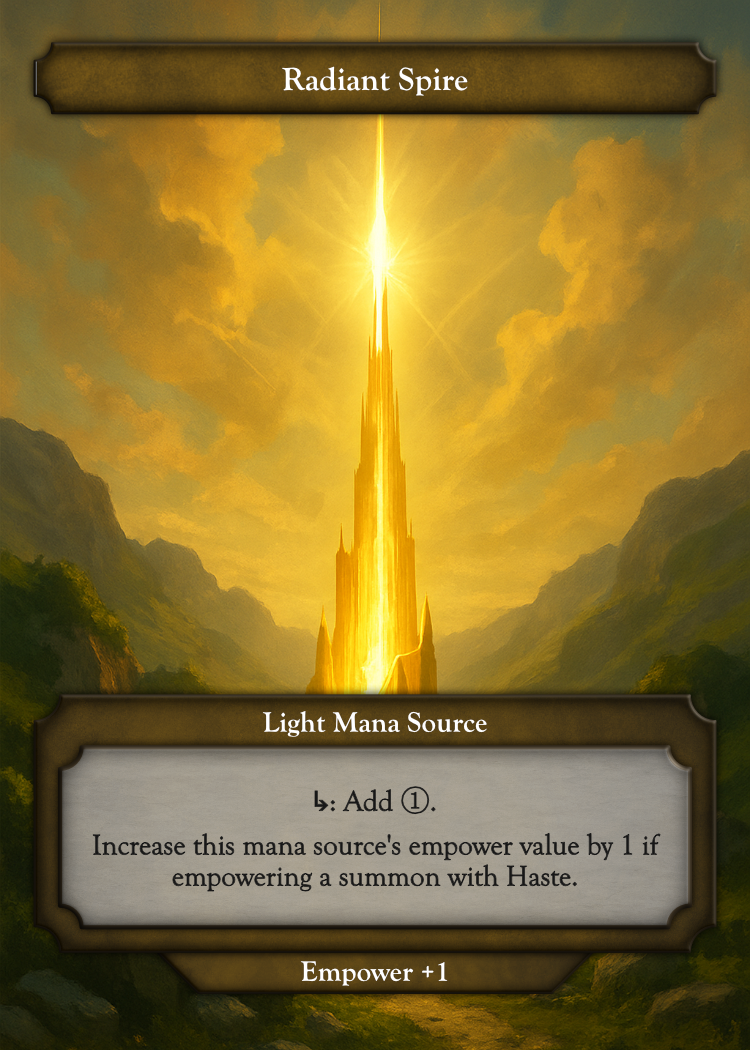 Radiant Spire
Light Mana Source
↳: Add ①.
Increase this mana source's empower value by 1 if
empowering a summon with Haste.
Empower +1